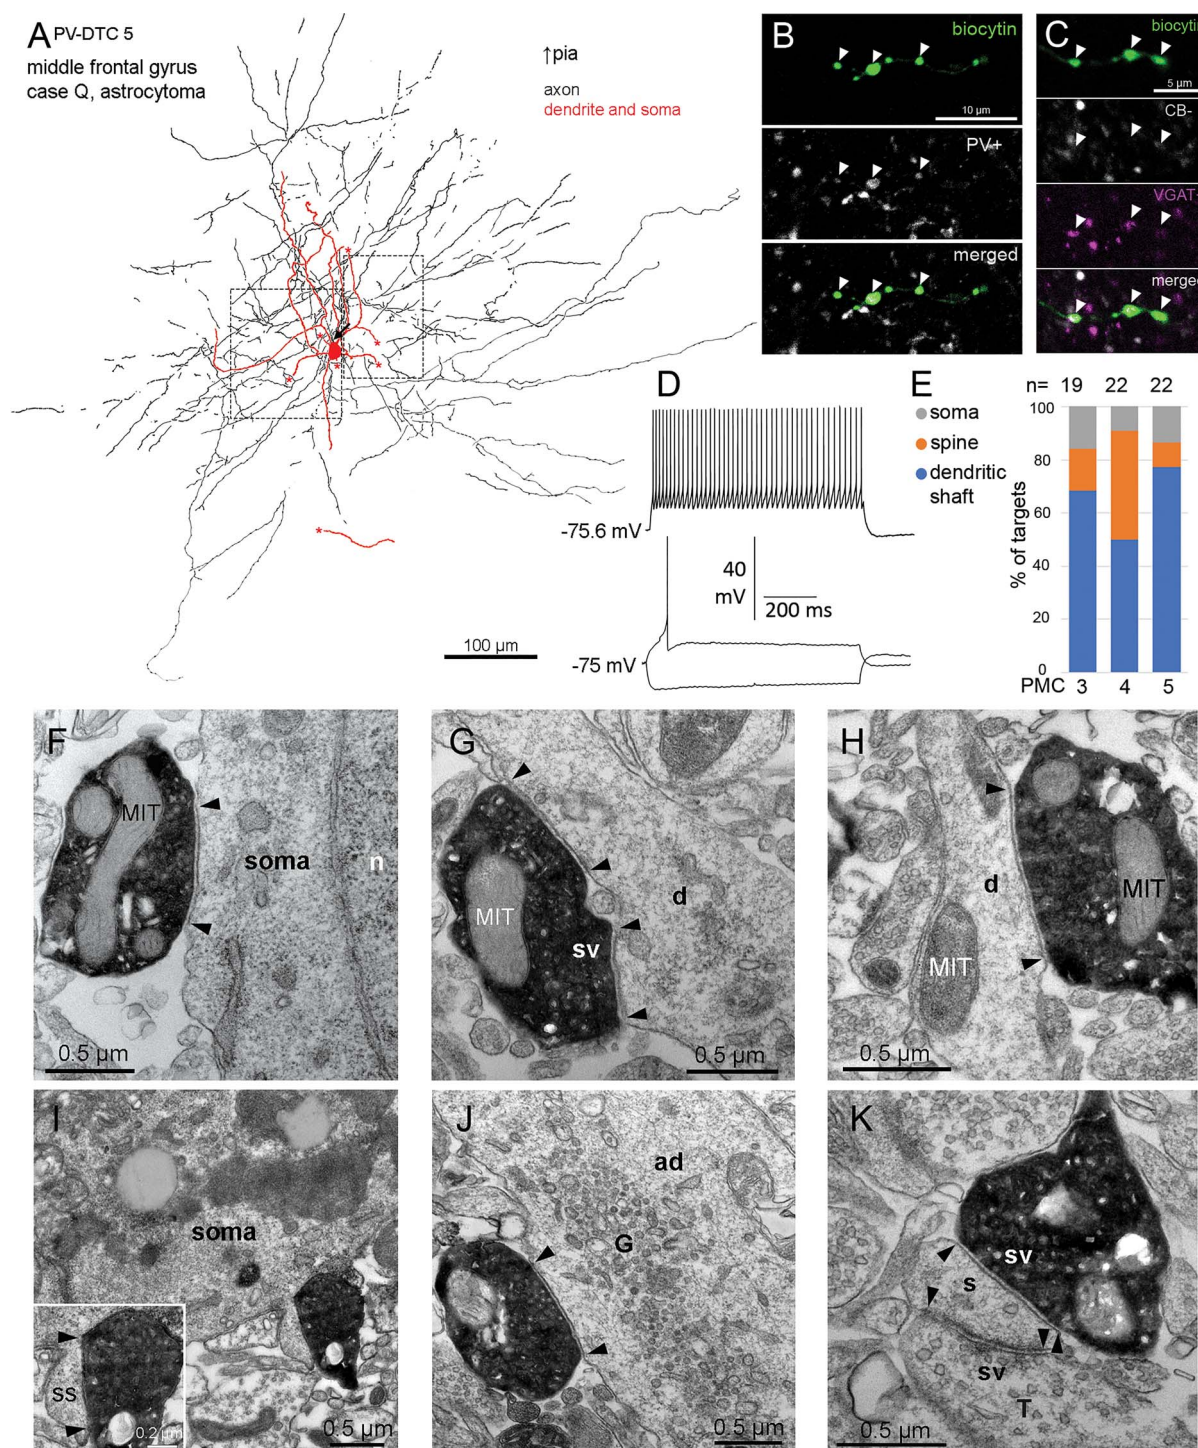 A PV-DTC 5
middle frontal gyrus
case Q, astrocytoma
↑pia
axon
dendrite and soma
*
*
*
*
*
*
*
100 µm
B
biocytin
10 µm
PV+
merged
C
biocytin
5 µm
CB-
VGAT+
merged
D
-75.6 mV
40
mV
200 ms
-75 mV
E
n= 19 22 22
soma
spine
dendritic
shaft
% of targets
100
80
60
40
20
0
PMC 3 4 5
F
MIT
soma
n
0.5 µm
G
MIT
sv
d
0.5 µm
H
d
MIT
MIT
0.5 µm
I
soma
ss
0.2 µm
0.5 µm
J
ad
G
0.5 µm
K
sv
s
sv
T
0.5 µm